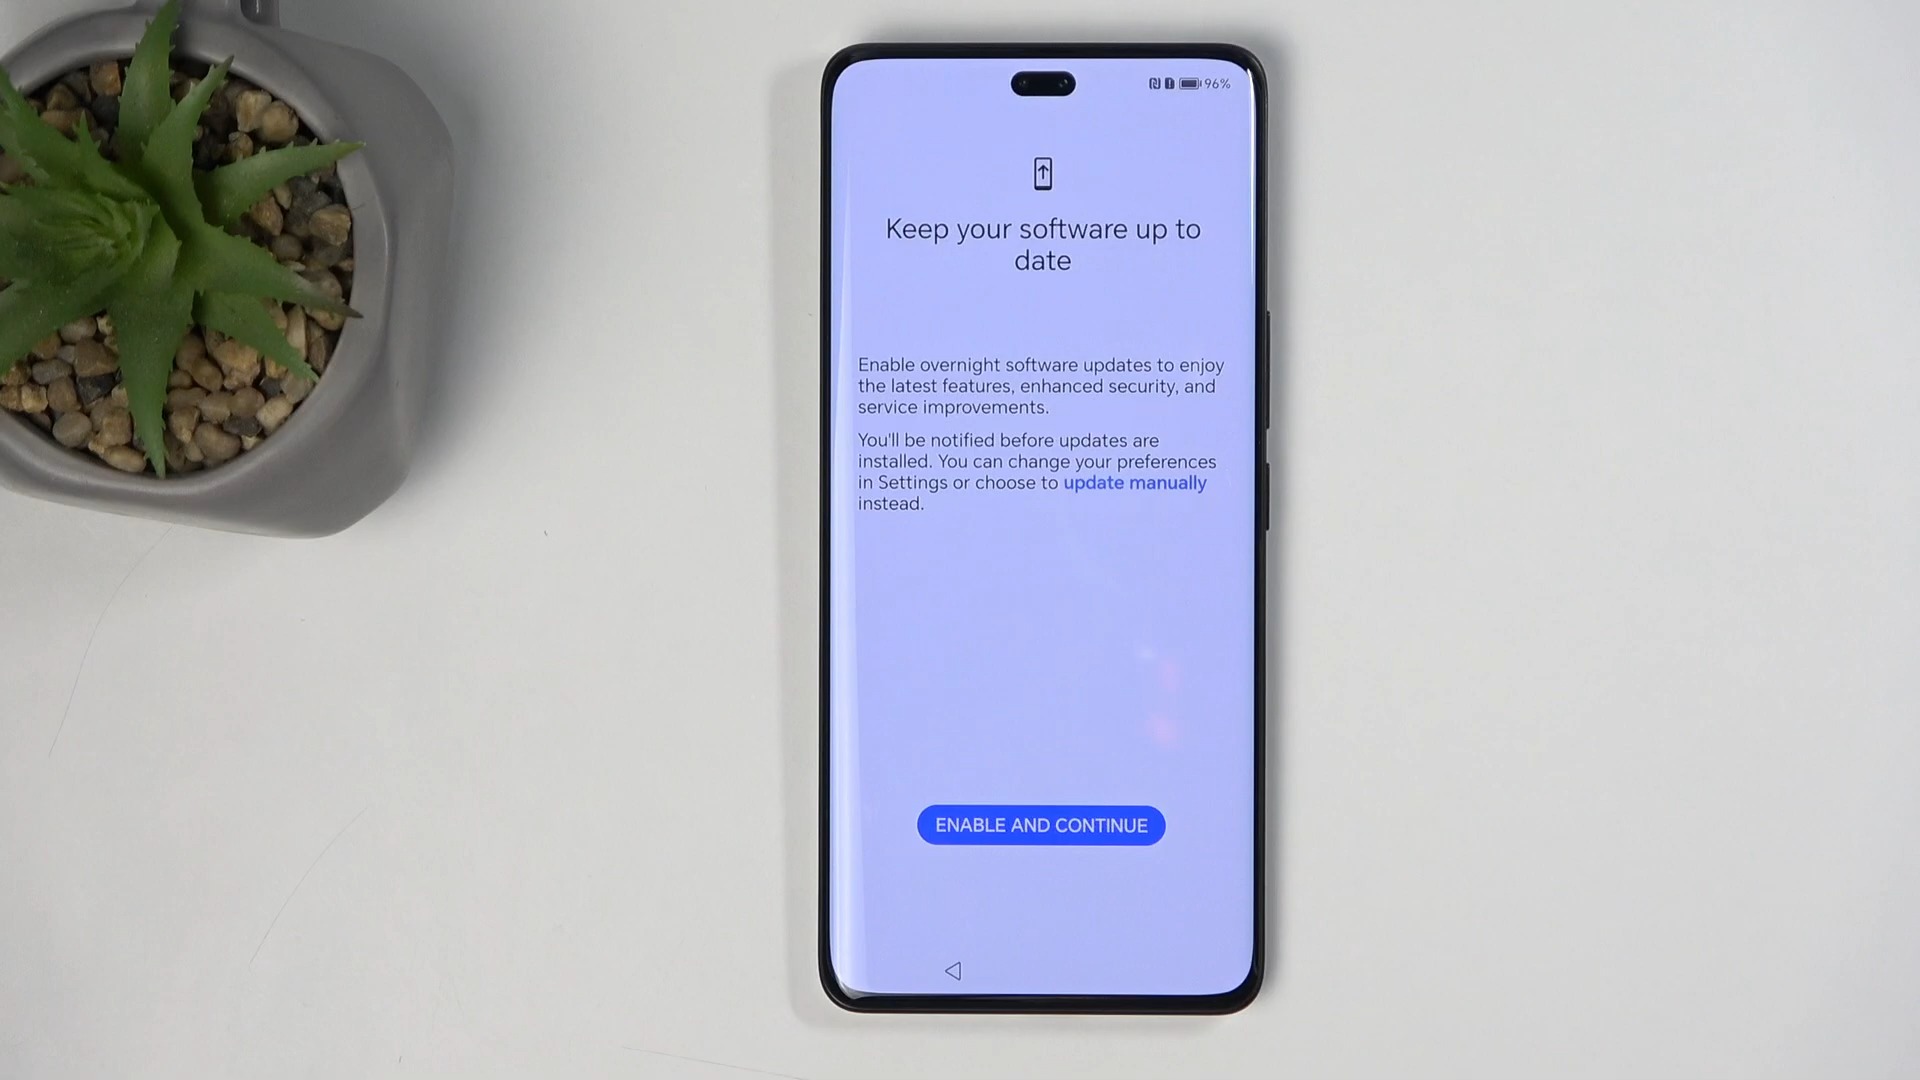 96%
Keep your software up to
date
Enable overnight software updates to enjoy
the latest features, enhanced security, and
service improvements.
You'll be notified before updates are
installed. You can change your preferences
in Settings or choose to update manually
instead.
ENABLE AND CONTINUE